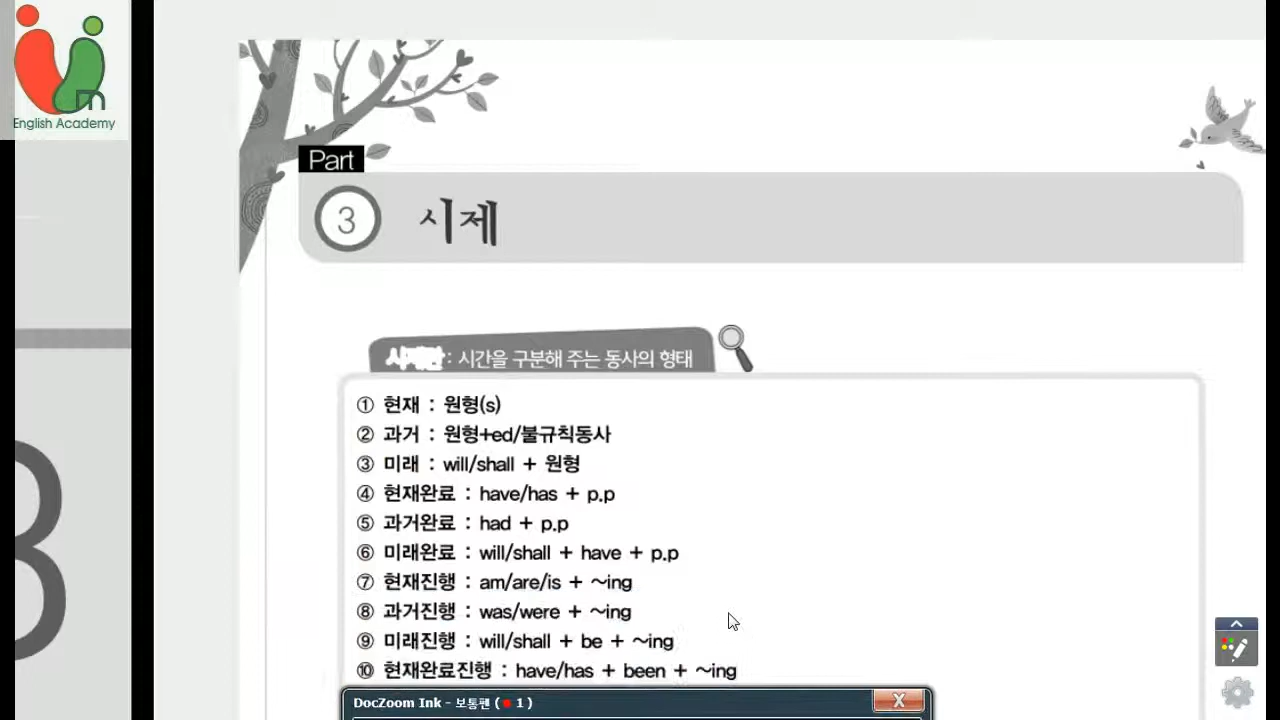 English Academy
Part
3 시제
시제란 : 시간을 구분해 주는 동사의 형태
① 현재 : 원형(s)
② 과거 : 원형+ed/불규칙동사
③ 미래 : will/shall + 원형
④ 현재완료 : have/has + p.p
⑤ 과거완료 : had + p.p
⑥ 미래완료 : will/shall + have + p.p
⑦ 현재진행 : am/are/is + ~ing
⑧ 과거진행 : was/were + ~ing
⑨ 미래진행 : will/shall + be + ~ing
⑩ 현재완료진행 : have/has + been + ~ing
DocZoom Ink - 보통펜 ( 1 )